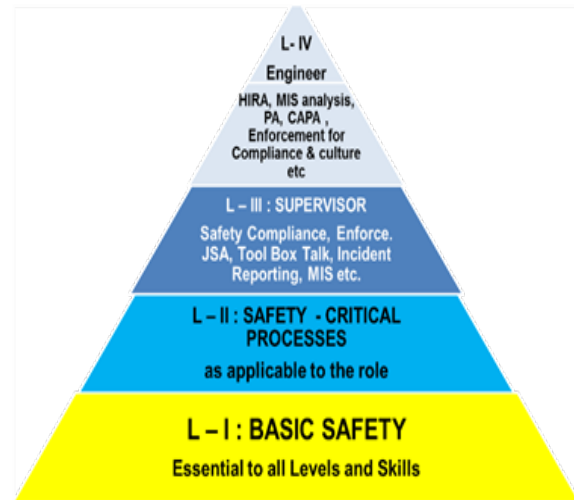 L- IV
Engineer
HIRA, MIS analysis,
PA, CAPA ,
Enforcement for
Compliance & culture
etc
L – III : SUPERVISOR
Safety Compliance, Enforce.
JSA, Tool Box Talk, Incident
Reporting, MIS etc.
L – II : SAFETY - CRITICAL
PROCESSES
as applicable to the role
L – I : BASIC SAFETY
Essential to all Levels and Skills